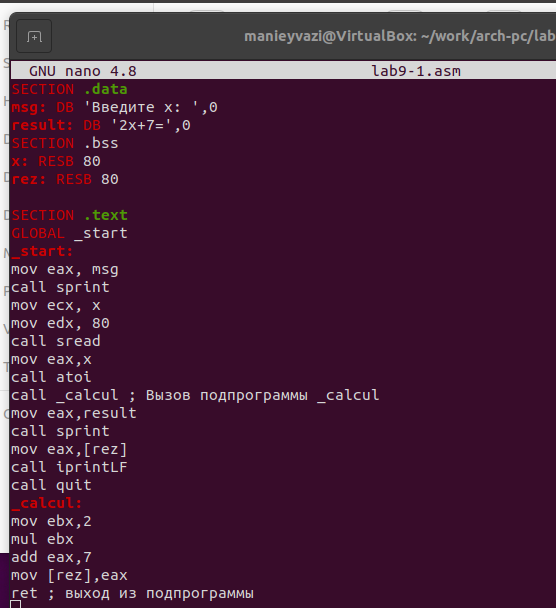 manieyvazi@VirtualBox: ~/work/arch-pc/lab
GNU nano 4.8 lab9-1.asm
SECTION .data
msg: DB 'Введите x: ',0
result: DB '2x+7=',0
SECTION .bss
x: RESB 80
rez: RESB 80
SECTION .text
GLOBAL _start
_start:
mov eax, msg
call sprint
mov ecx, x
mov edx, 80
call sread
mov eax,x
call atoi
call _calcul ; Вызов подпрограммы _calcul
mov eax,result
call sprint
mov eax,[rez]
call iprintLF
call quit
_calcul:
mov ebx,2
mul ebx
add eax,7
mov [rez],eax
ret ; выход из подпрограммы